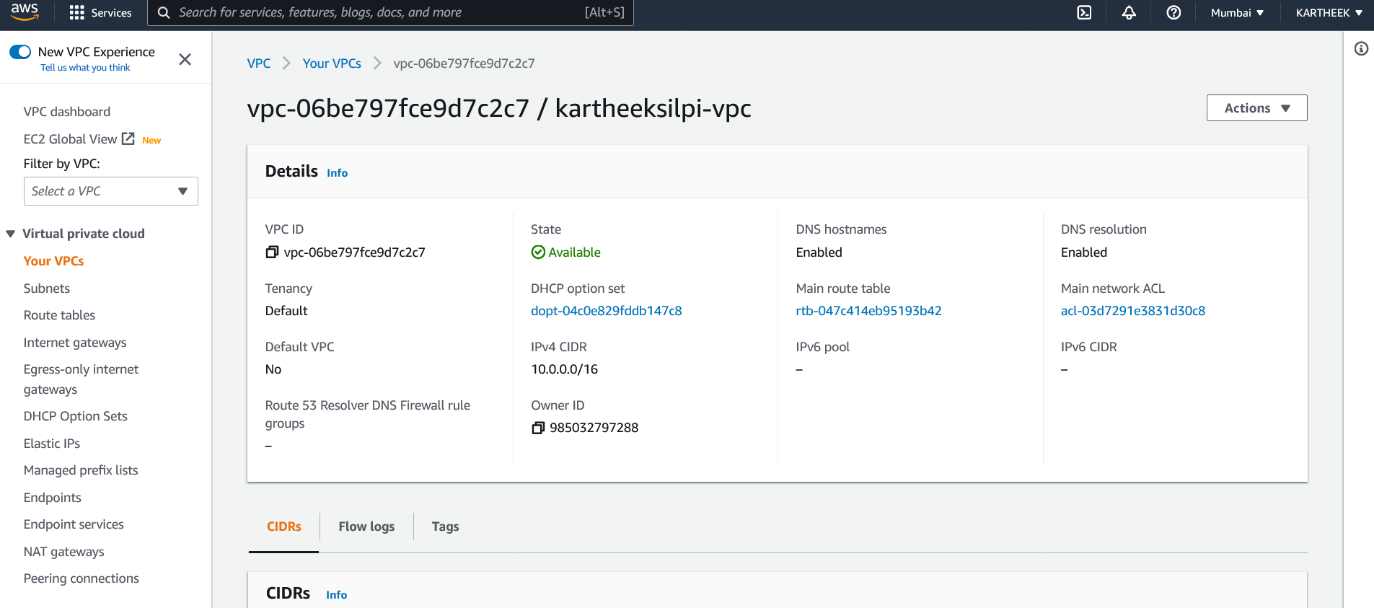 aws
Services
Search for services, features, blogs, docs, and more
[Alt+S]
Mumbai
KARTHEEK
New VPC Experience
Tell us what you think
VPC dashboard
EC2 Global View New
Filter by VPC:
Select a VPC
Virtual private cloud
Your VPCs
Subnets
Route tables
Internet gateways
Egress-only internet
gateways
DHCP Option Sets
Elastic IPs
Managed prefix lists
Endpoints
Endpoint services
NAT gateways
Peering connections
VPC > Your VPCs > vpc-06be797fce9d7c2c7
vpc-06be797fce9d7c2c7 / kartheeksilpi-vpc
Actions
Details Info
VPC ID
vpc-06be797fce9d7c2c7
State
Available
DNS hostnames
Enabled
DNS resolution
Enabled
Tenancy
Default
DHCP option set
dopt-04c0e829fddb147c8
Main route table
rtb-047c414eb95193b42
Main network ACL
acl-03d7291e3831d30c8
Default VPC
No
IPv4 CIDR
10.0.0.0/16
IPv6 pool
–
IPv6 CIDR
–
Route 53 Resolver DNS Firewall rule
groups
–
Owner ID
985032797288
CIDRs
Flow logs
Tags
CIDRs Info